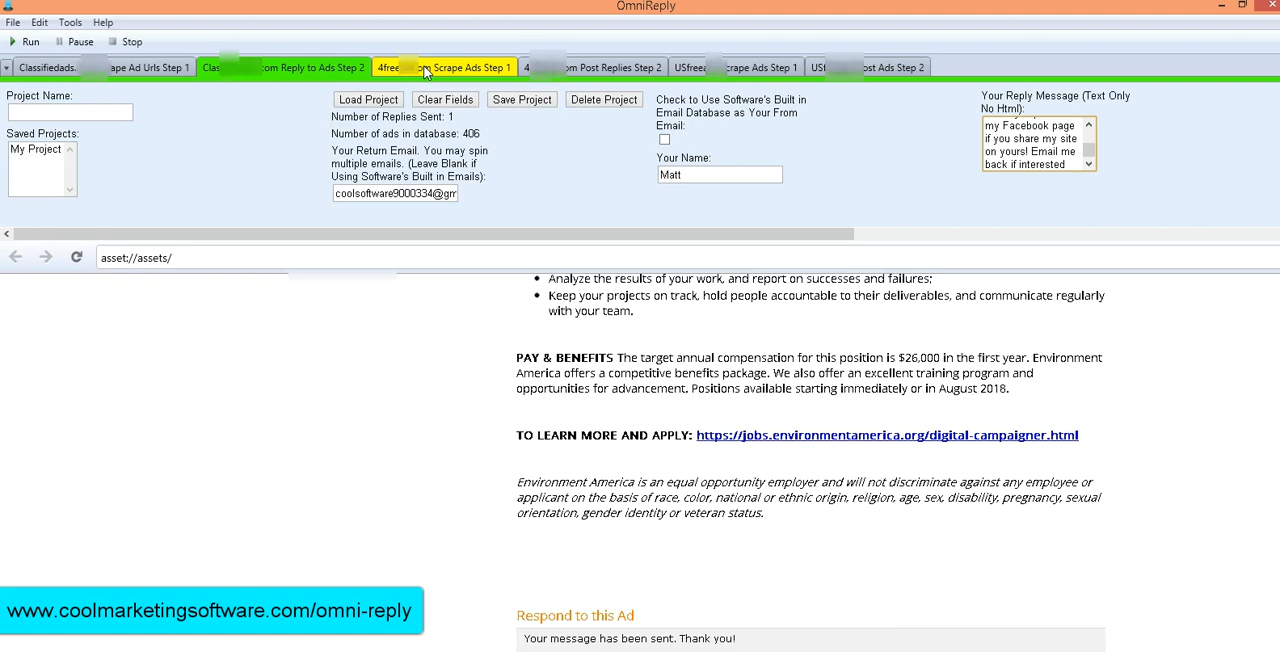 OmniReply
File Edit Tools Help
Run Pause Stop
Classifiedads. ape Ad Urls Step 1
Clas om Reply to Ads Step 2
4free om Scrape Ads Step 1
4 om Post Replies Step 2
USfreea crape Ads Step 1
USf ost Ads Step 2
Project Name:
Saved Projects:
My Project
Load Project Clear Fields Save Project Delete Project
Number of Replies Sent: 1
Number of ads in database: 406
Your Return Email. You may spin
multiple emails. (Leave Blank if
Using Software's Built in Emails):
coolsoftware9000334@gm
Check to Use Software's Built in
Email Database as Your From
Email:
Your Name:
Matt
Your Reply Message (Text Only
No Html):
my Facebook page
if you share my site
on yours! Email me
back if interested
asset://assets/
• Analyze the results of your work, and report on successes and failures;
• Keep your projects on track, hold people accountable to their deliverables, and communicate regularly
with your team.
PAY & BENEFITS The target annual compensation for this position is $26,000 in the first year. Environment
America offers a competitive benefits package. We also offer an excellent training program and
opportunities for advancement. Positions available starting immediately or in August 2018.
TO LEARN MORE AND APPLY: https://jobs.environmentamerica.org/digital-campaigner.html
Environment America is an equal opportunity employer and will not discriminate against any employee or
applicant on the basis of race, color, national or ethnic origin, religion, age, sex, disability, pregnancy, sexual
orientation, gender identity or veteran status.
www.coolmarketingsoftware.com/omni-reply
Respond to this Ad
Your message has been sent. Thank you!